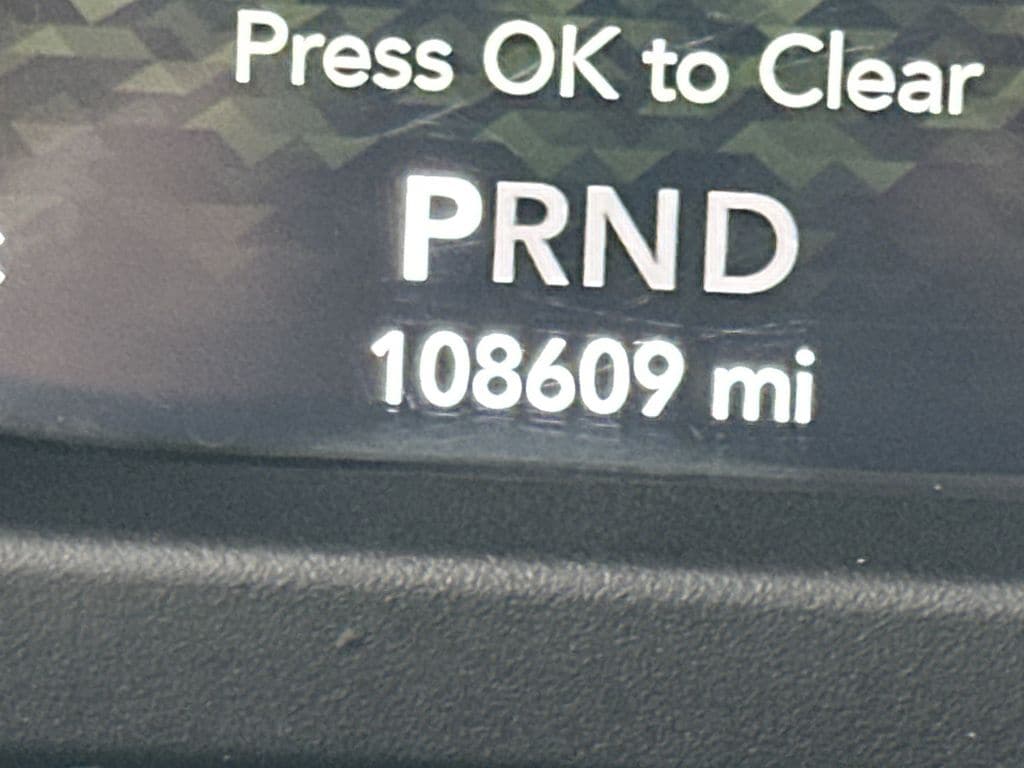 Press OK to Clear
PRND
108609 mi